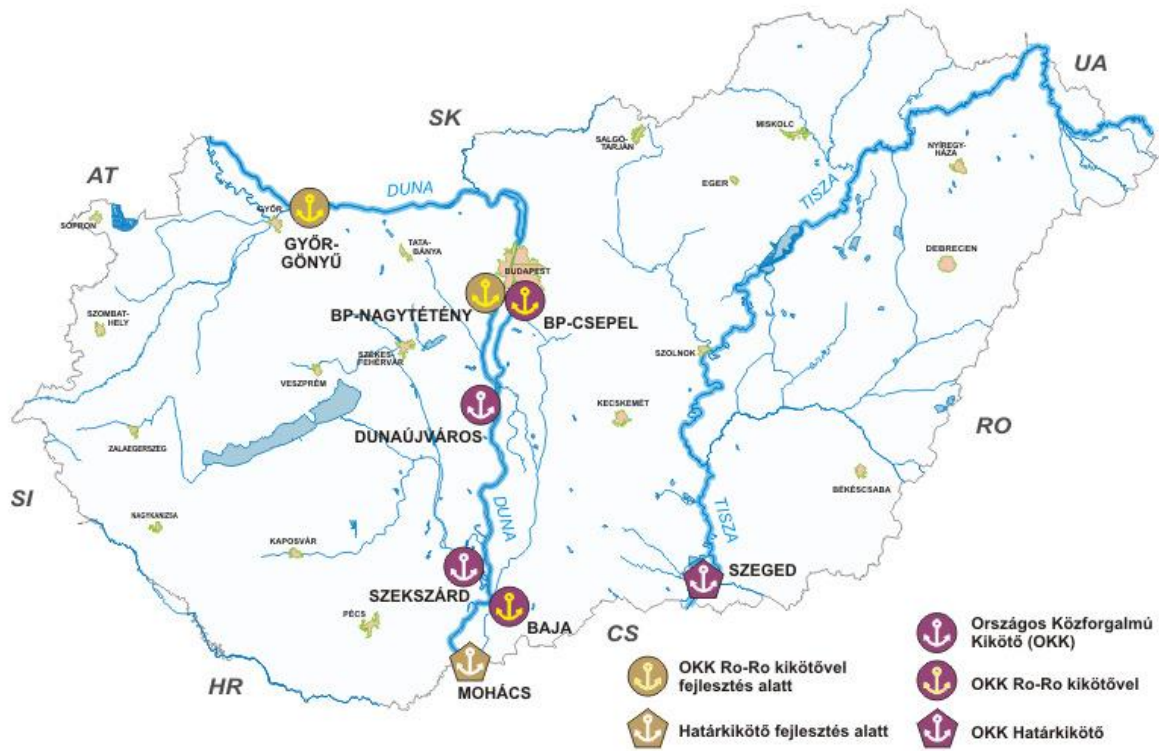 UA
SK
SALGÓ-
TARJÁN
MISKOLC
NYÍREGY-
HÁZA
EGER
AT
DUNA
TISZA
SOPRON
GYŐR
GYŐR-
GÖNYŰ
TATA-
BÁNYA
BUDAPEST
DEBRECEN
BP-NAGYTÉTÉNY
BP-CSEPEL
SZOMBAT-
HELY
SZÉKES-
FEHÉRVÁR
SZOLNOK
VESZPRÉM
KECSKEMÉT
DUNAÚJVÁROS
RO
ZALAEGERSZEG
BÉKÉSCSABA
SI
DUNA
TISZA
NAGYKANIZSA
KAPOSVÁR
SZEKSZÁRD
SZEGED
PÉCS
BAJA
CS
HR
MOHÁCS
OKK Ro-Ro kikötővel
fejlesztés alatt
Határkikötő fejlesztés alatt
Országos Közforgalmú
Kikötő (OKK)
OKK Ro-Ro kikötővel
OKK Határkikötő